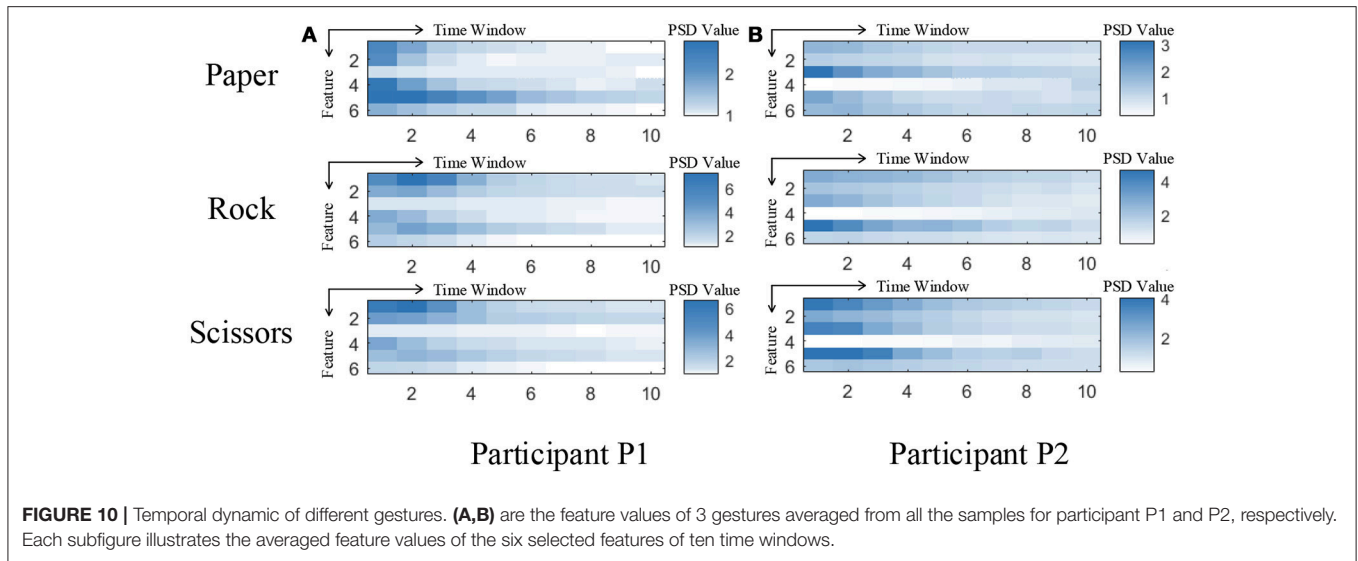 A
Time Window
PSD Value
B
Time Window
PSD Value
Paper
Feature
2
4
6
2
1
Feature
2
4
6
3
2
1
2 4 6 8 10
2 4 6 8 10
Time Window
PSD Value
Time Window
PSD Value
Rock
Feature
2
4
6
6
4
2
Feature
2
4
6
4
2
2 4 6 8 10
2 4 6 8 10
Time Window
PSD Value
Time Window
PSD Value
Scissors
Feature
2
4
6
6
4
2
Feature
2
4
6
4
2
2 4 6 8 10
2 4 6 8 10
Participant P1
Participant P2
FIGURE 10 | Temporal dynamic of different gestures. (A,B) are the feature values of 3 gestures averaged from all the samples for participant P1 and P2, respectively.
Each subfigure illustrates the averaged feature values of the six selected features of ten time windows.